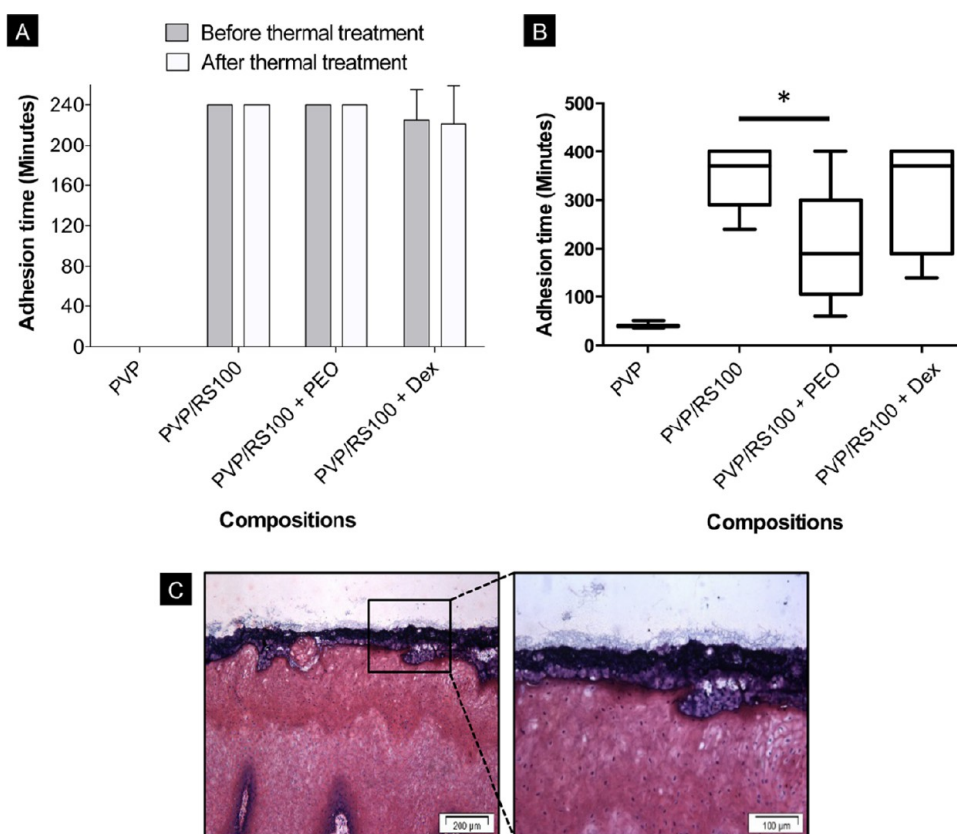 A
Before thermal treatment
After thermal treatment
Adhesion time (Minutes)
240
200
160
120
80
40
0
PVP
PVP/RS100
PVP/RS100 + PEO
PVP/RS100 + Dex
Compositions
B
Adhesion time (Minutes)
500
400
300
200
100
0
*
PVP
PVP/RS100
PVP/RS100 + PEO
PVP/RS100 + Dex
Compositions
C
200 µm
100 µm